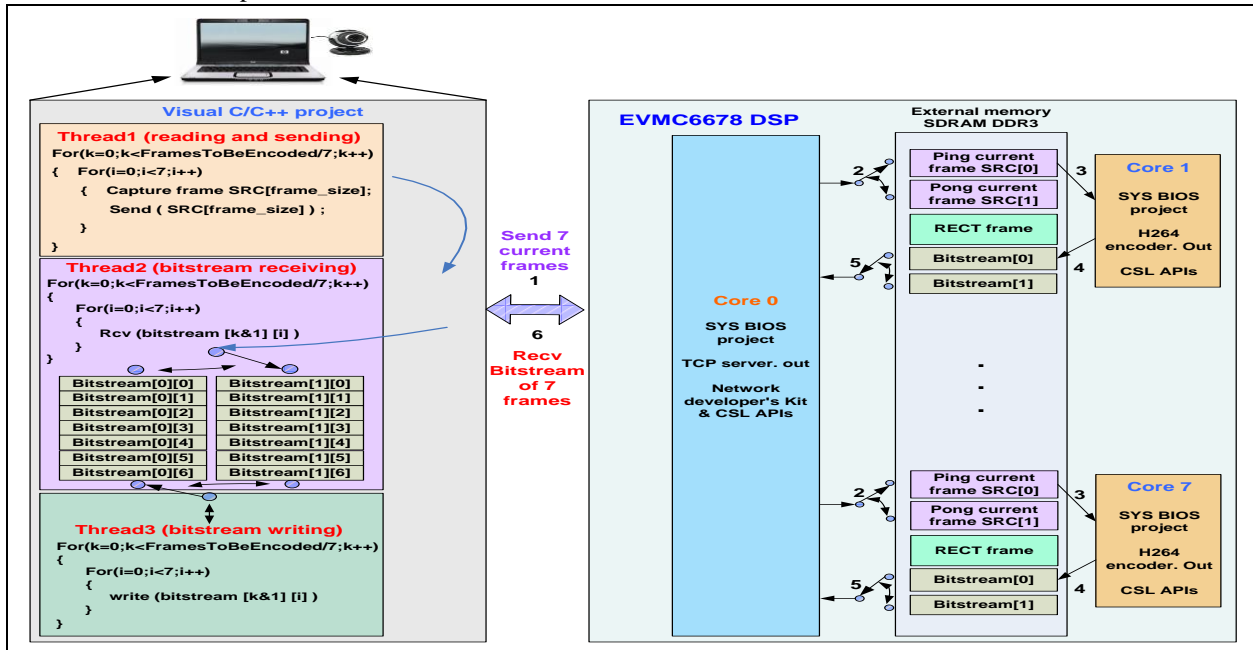 Visual C/C++ project
Thread1 (reading and sending)
For(k=0;k<FramesToBeEncoded/7;k++)
{ For(i=0;i<7;i++)
{ Capture frame SRC[frame_size];
Send ( SRC[frame_size] ) ;
}
}
Thread2 (bitstream receiving)
For(k=0;k<FramesToBeEncoded/7;k++)
{
For(i=0;i<7;i++)
{
Rcv (bitstream [k&1] [i] )
}
}
Bitstream[0][0]
Bitstream[0][1]
Bitstream[0][2]
Bitstream[0][3]
Bitstream[0][4]
Bitstream[0][5]
Bitstream[0][6]
Bitstream[1][0]
Bitstream[1][1]
Bitstream[1][2]
Bitstream[1][3]
Bitstream[1][4]
Bitstream[1][5]
Bitstream[1][6]
Thread3 (bitstream writing)
For(k=0;k<FramesToBeEncoded/7;k++)
{
For(i=0;i<7;i++)
{
write (bitstream [k&1] [i] )
}
}
Send 7
current
frames
1
6
Recv
Bitstream
of 7
frames
EVMC6678 DSP
Core 0
SYS BIOS
project
TCP server. out
Network
developer's Kit
& CSL APIs
External memory
SDRAM DDR3
2
Ping current
frame SRC[0]
Pong current
frame SRC[1]
RECT frame
5
Bitstream[0]
Bitstream[1]
3
4
Core 1
SYS BIOS
project
H264
encoder. Out
CSL APIs
-
-
-
2
Ping current
frame SRC[0]
Pong current
frame SRC[1]
RECT frame
5
Bitstream[0]
Bitstream[1]
3
4
Core 7
SYS BIOS
project
H264
encoder. Out
CSL APIs